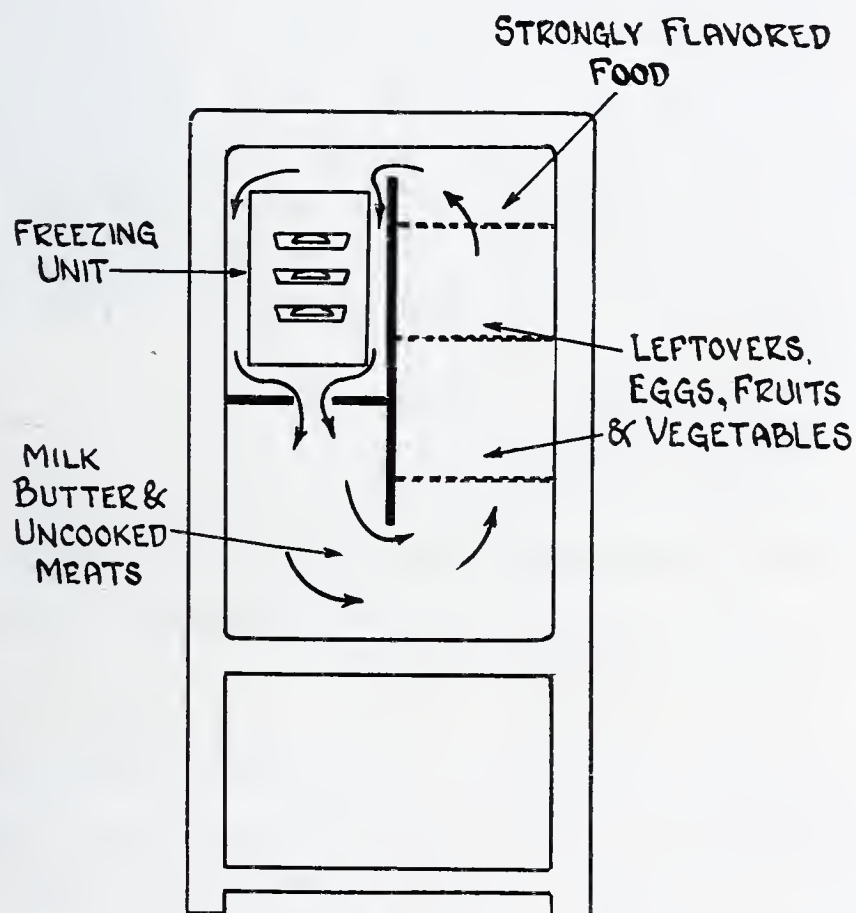 STRONGLY FLAVORED
FOOD
FREEZING
UNIT
LEFTOVERS,
EGGS, FRUITS
& VEGETABLES
MILK
BUTTER &
UNCOOKED
MEATS